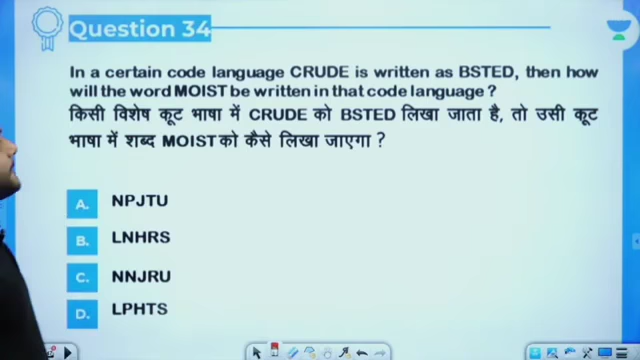 Question 34
In a certain code language CRUDE is written as BSTED, then how
will the word MOIST be written in that code language ?
किसी विशेष कूट भाषा में CRUDE को BSTED लिखा जाता है, तो उसी कूट
भाषा में शब्द MOIST को कैसे लिखा जाएगा ?
A. NPJTU
B. LNHRS
C. NNJRU
D. LPHTS